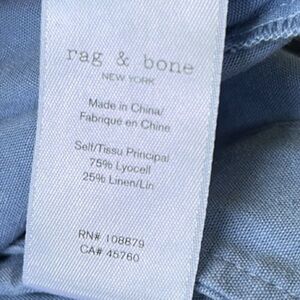 rag & bone
NEW YORK
Made in China/
Fabriqué en Chine
Self/Tissu Principal
75% Lyocell
25% Linen/Lin
RN# 108879
CA# 45760